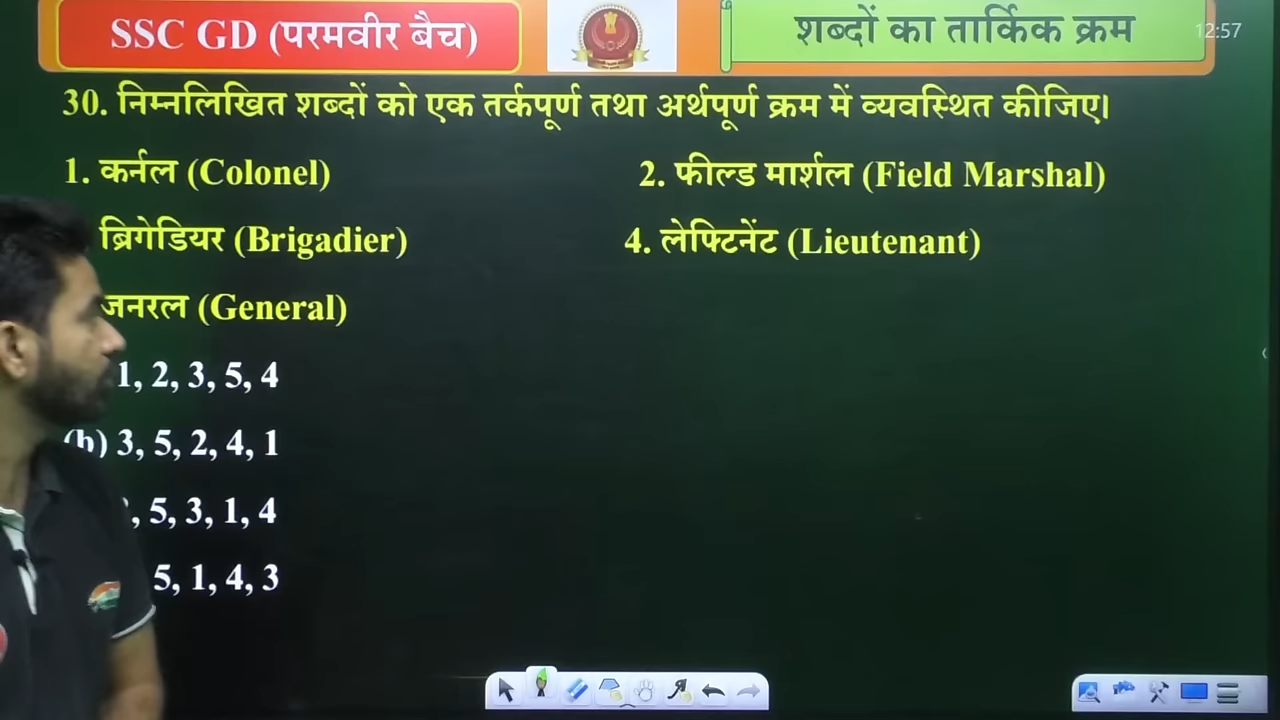 SSC GD (परमवीर बैच)
शब्दों का तार्किक क्रम
12:57
30. निम्नलिखित शब्दों को एक तर्कपूर्ण तथा अर्थपूर्ण क्रम में व्यवस्थित कीजिए।
1. कर्नल (Colonel)
2. फील्ड मार्शल (Field Marshal)
ब्रिगेडियर (Brigadier)
4. लेफ्टिनेंट (Lieutenant)
जनरल (General)
1, 2, 3, 5, 4
(b) 3, 5, 2, 4, 1
, 5, 3, 1, 4
5, 1, 4, 3